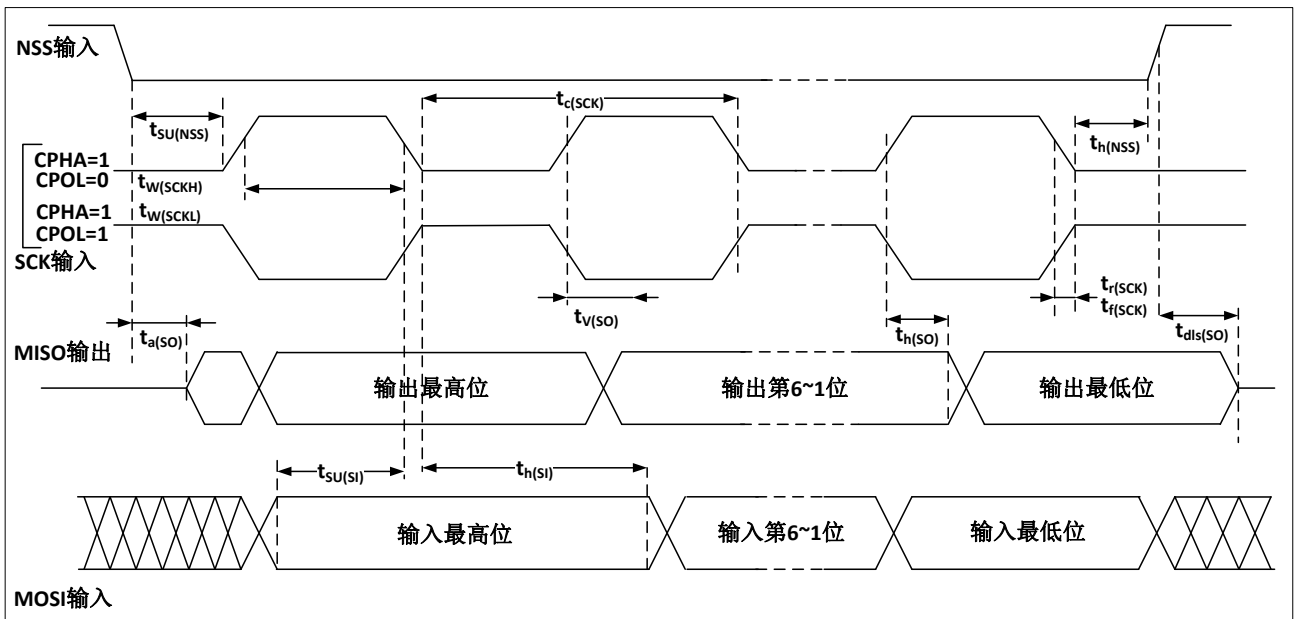 NSS输入
tSU(NSS)
tc(SCK)
th(NSS)
CPHA=1
CPOL=0
tW(SCKH)
CPHA=1
CPOL=1
tW(SCKL)
SCK输入
tV(SO)
tr(SCK)
tf(SCK)
ta(SO)
th(SO)
tdls(SO)
MISO输出
输出最高位
输出第6~1位
输出最低位
tSU(SI)
th(SI)
输入最高位
输入第6~1位
输入最低位
MOSI输入